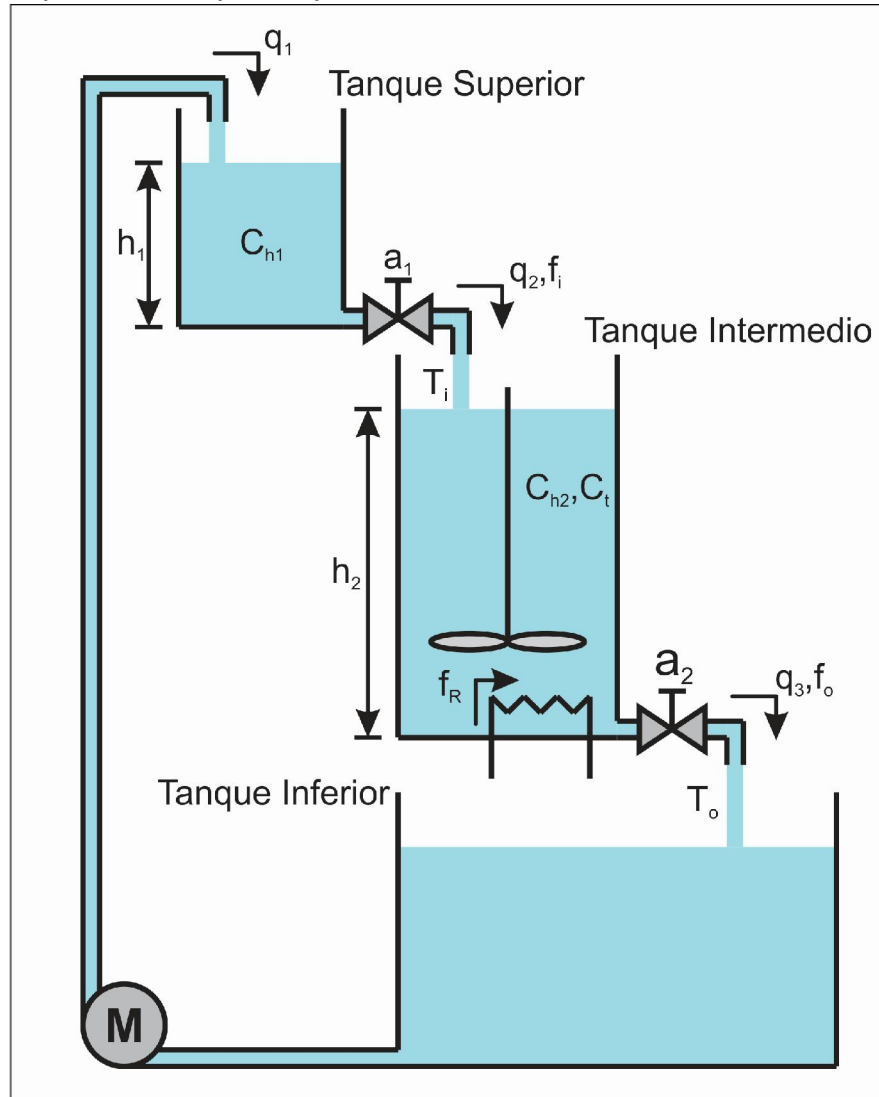 q₁
Tanque Superior
h₁
Cₕ₁
a₁
q₂,fᵢ
Tanque Intermedio
Tᵢ
Cₕ₂,Cₜ
h₂
f_R
a₂
q₃,fₒ
Tanque Inferior
Tₒ
M